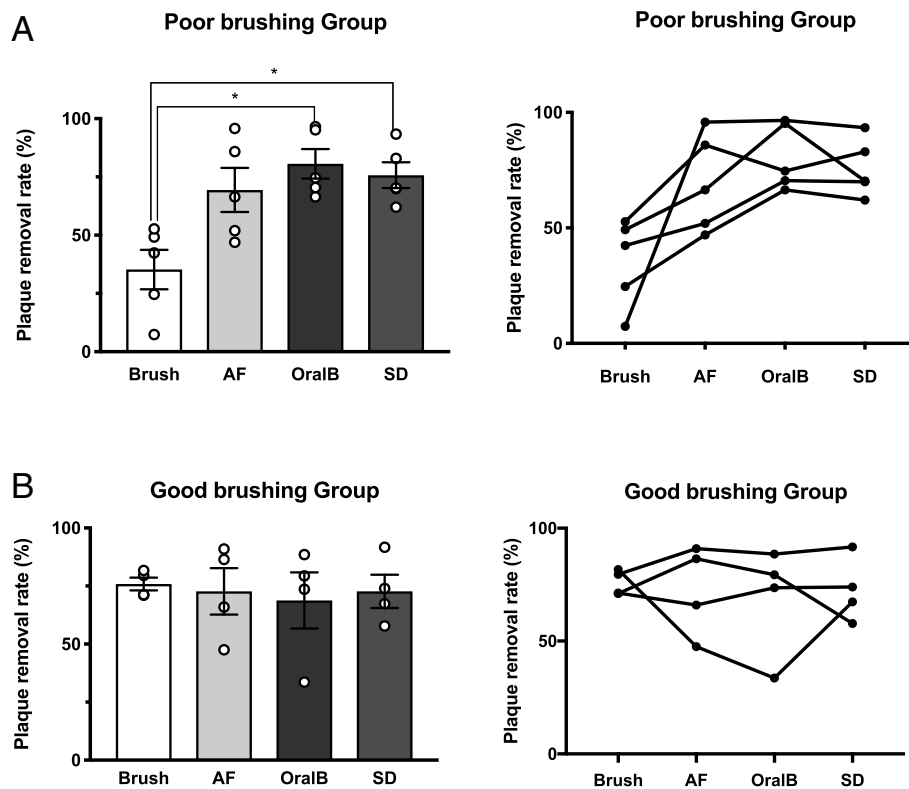 A
Poor brushing Group
*
*
Plaque removal rate (%)
100
50
0
Brush AF OralB SD
Poor brushing Group
Plaque removal rate (%)
100
50
0
Brush AF OralB SD
B
Good brushing Group
Plaque removal rate (%)
100
50
0
Brush AF OralB SD
Good brushing Group
Plaque removal rate (%)
100
50
0
Brush AF OralB SD